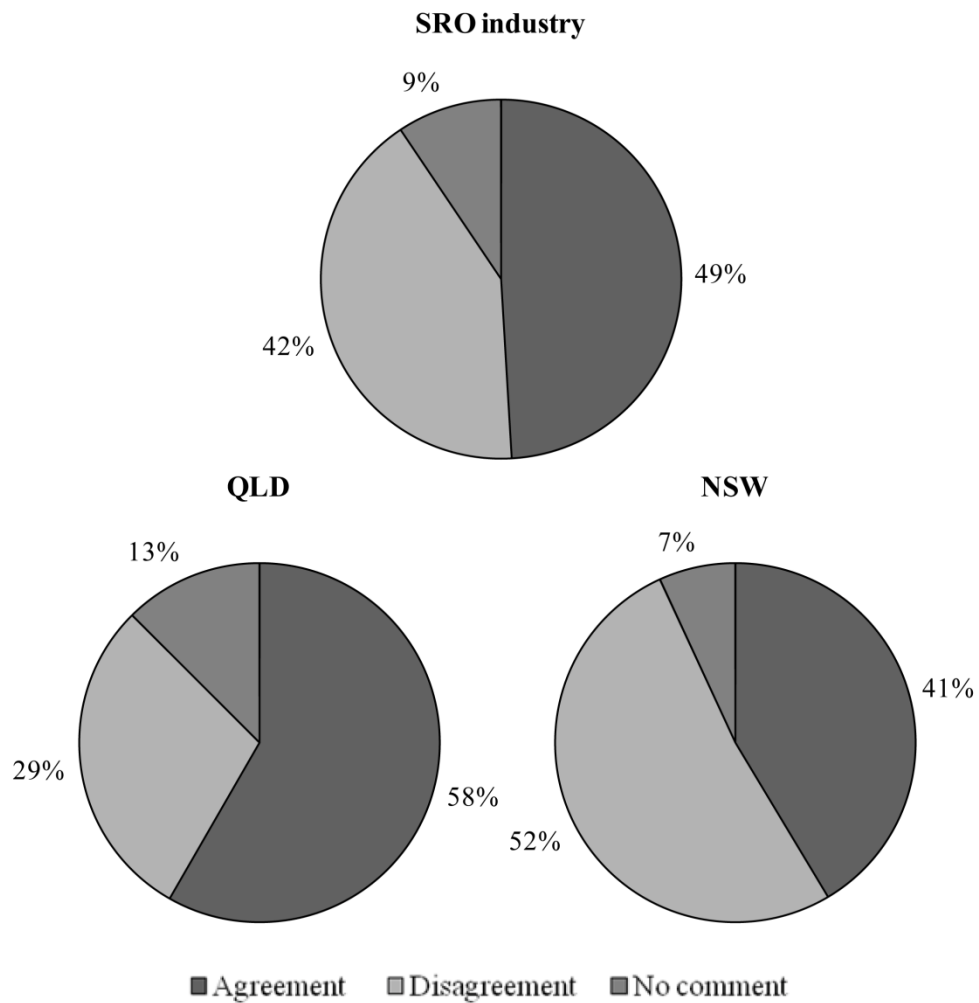 SRO industry
9%
49%
42%
QLD
NSW
13%
7%
41%
29%
58%
52%
Agreement Disagreement No comment